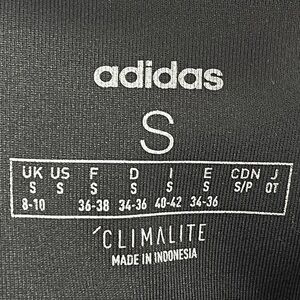 adidas
S
UK US F D I E CDN J
S S S S S S S/P OT
8-10 36-38 34-36 40-42 34-36
CLIMALITE
MADE IN INDONESIA